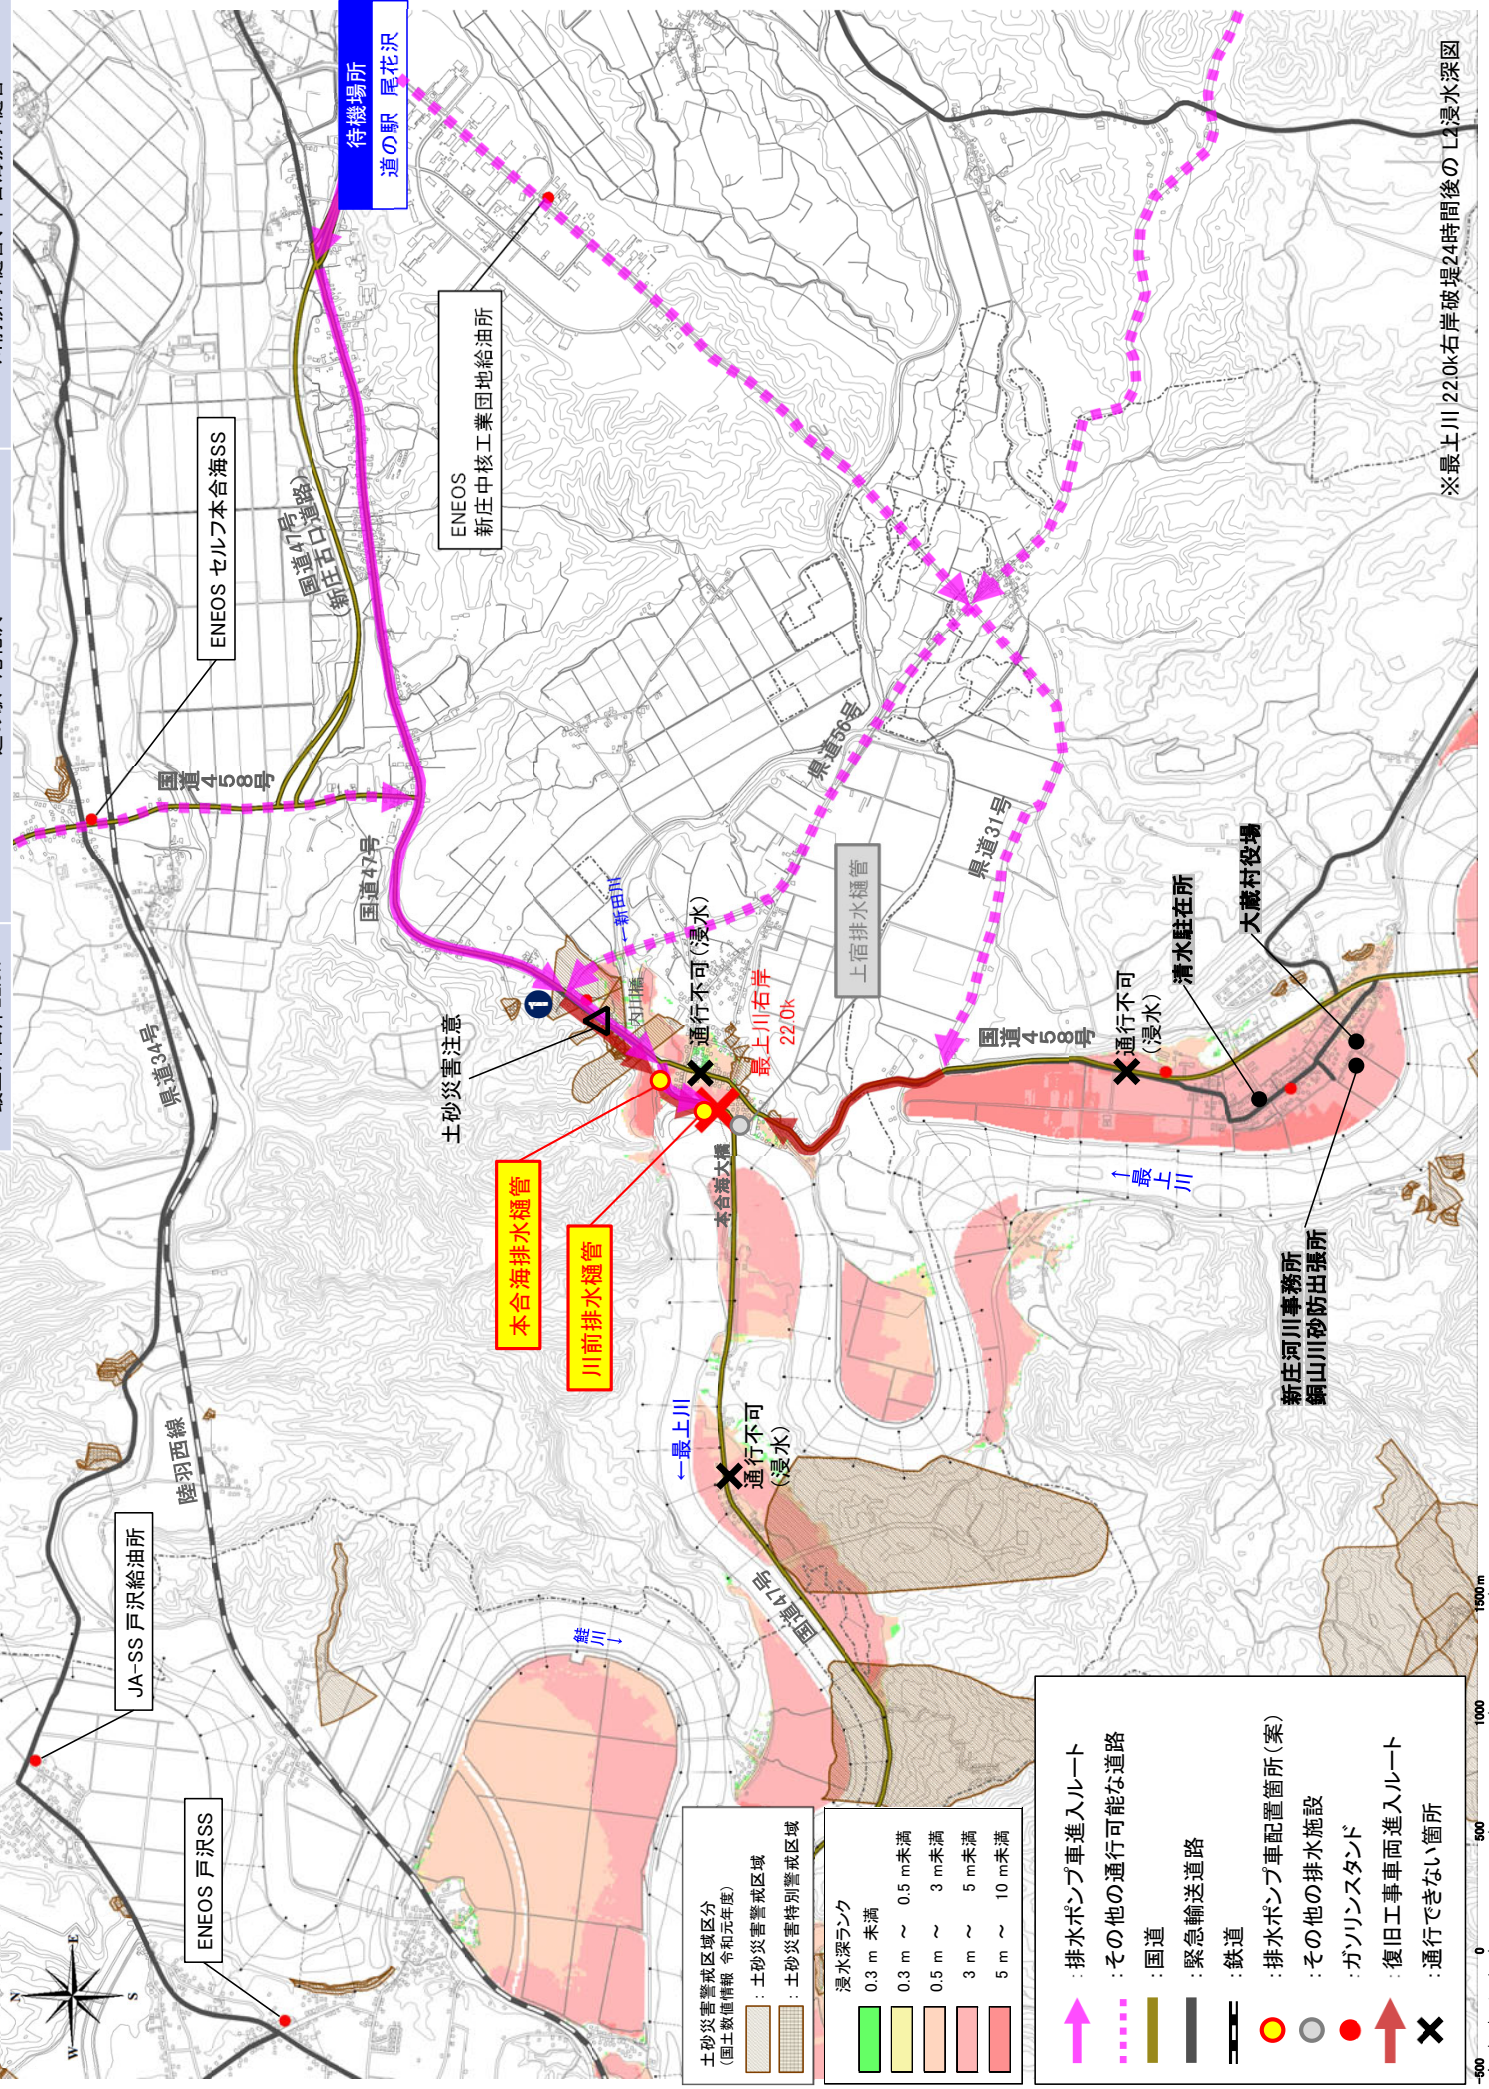 待機場所
道の駅 尾花沢
ENEOS セルフ本合海SS
国道47号
(新庄古口道路)
ENEOS
新庄中核工業団地給油所
国道458号
国道47号
県道34号
県道56号
県道31号
←新田川
内川橋
通行不可(浸水)
最上川右岸
22.0k
上宿排水樋管
1
土砂災害注意
本合海排水樋管
川前排水樋管
本合海大橋
国道458号
通行不可
(浸水)
清水駐在所
大蔵村役場
←最上川
新庄河川事務所
銅山川砂防出張所
←最上川
通行不可
(浸水)
国道47号
陸羽西線
JA-SS 戸沢給油所
鮭川
↓
ENEOS 戸沢SS
N
E
S
W
土砂災害警戒区域区分
(国土数値情報 令和元年度)
:土砂災害警戒区域
:土砂災害特別警戒区域
浸水深ランク
0.3 m 未満
0.3 m ~ 0.5 m未満
0.5 m ~ 3 m未満
3 m ~ 5 m未満
5 m ~ 10 m未満
:排水ポンプ車進入ルート
:その他の通行可能な道路
:国道
:緊急輸送道路
:鉄道
:排水ポンプ車配置箇所(案)
:その他の排水施設
:ガソリンスタンド
:復旧工事車両進入ルート
:通行できない箇所
-500 0 500 1000 1500 m
※最上川 22.0k右岸破堤24時間後の L2浸水深図